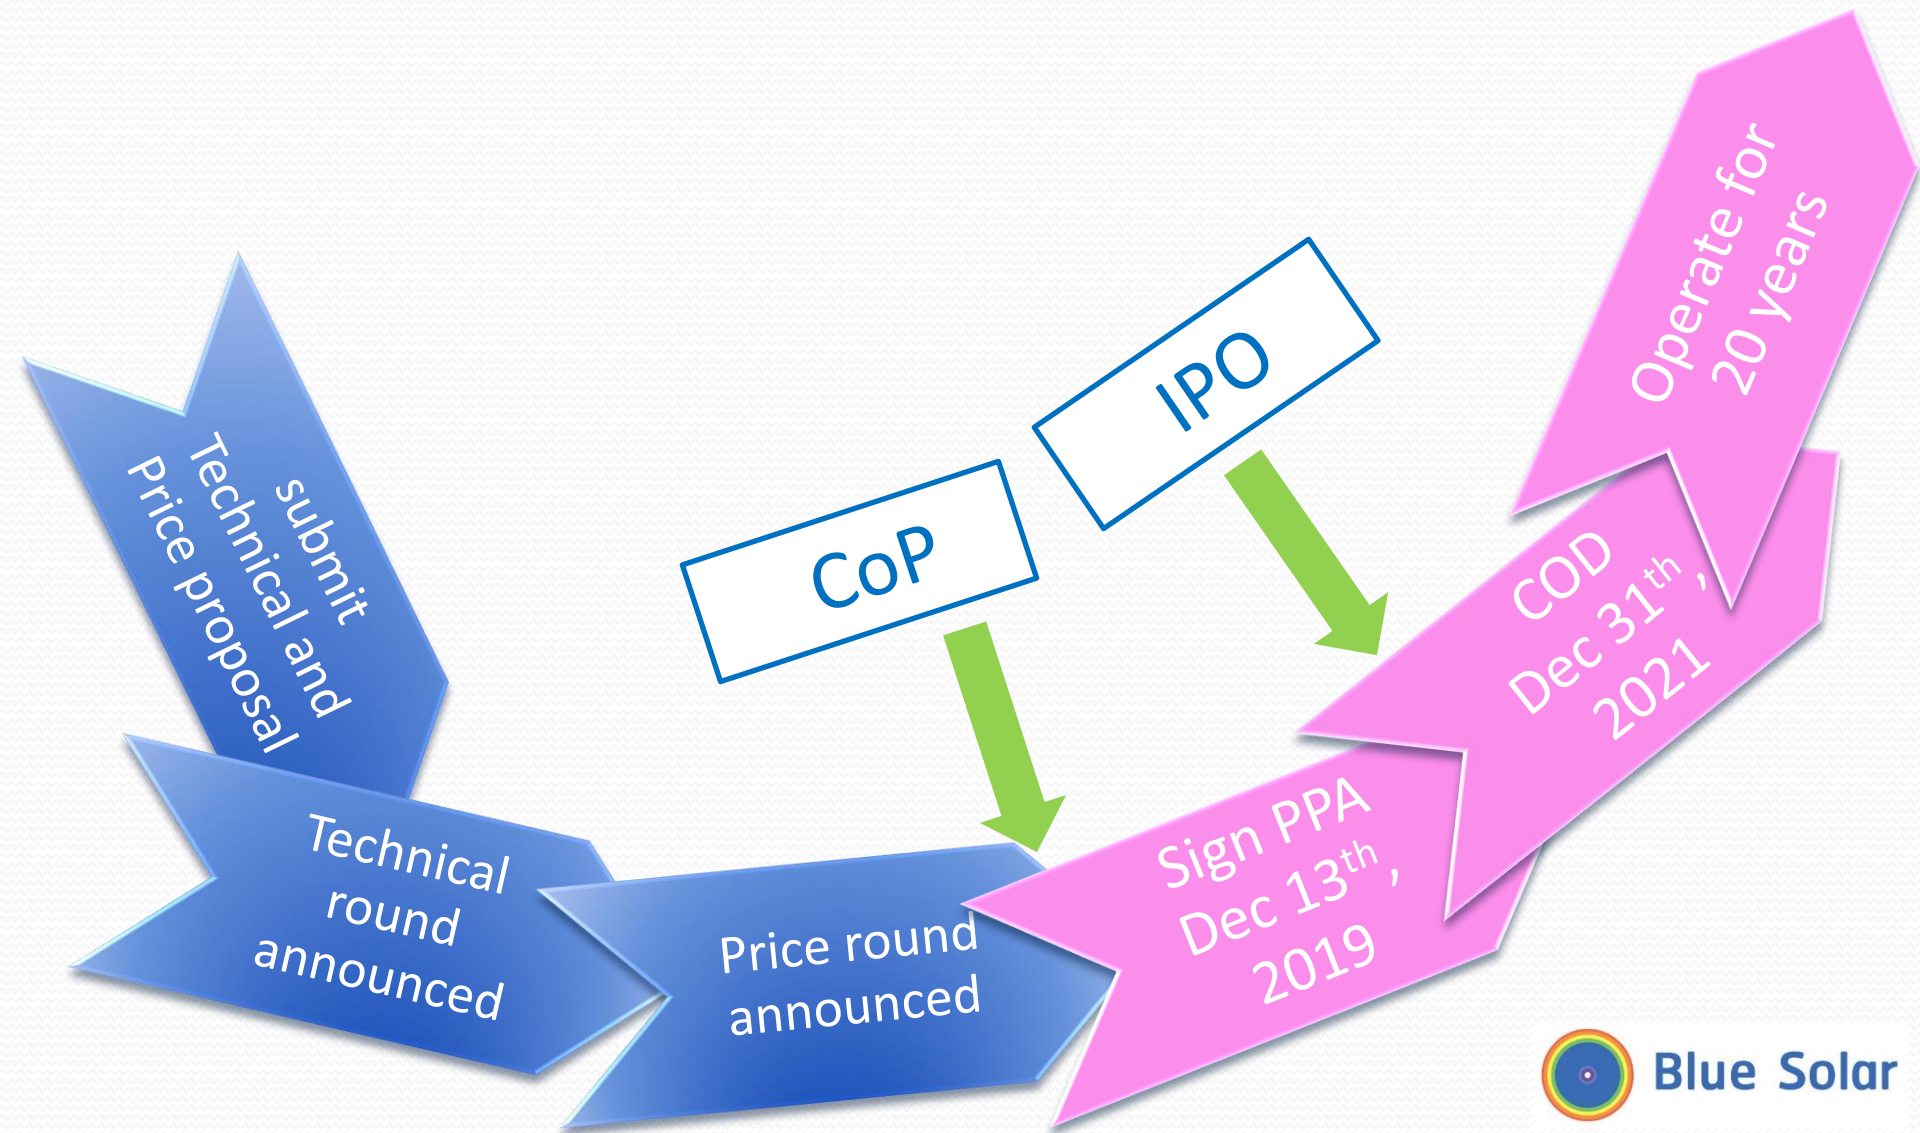 submit
Technical and
Price proposal
Technical
round
announced
Price round
announced
CoP
Sign PPA
Dec 13th,
2019
IPO
COD
Dec 31th,
2021
Operate for
20 years
Blue Solar